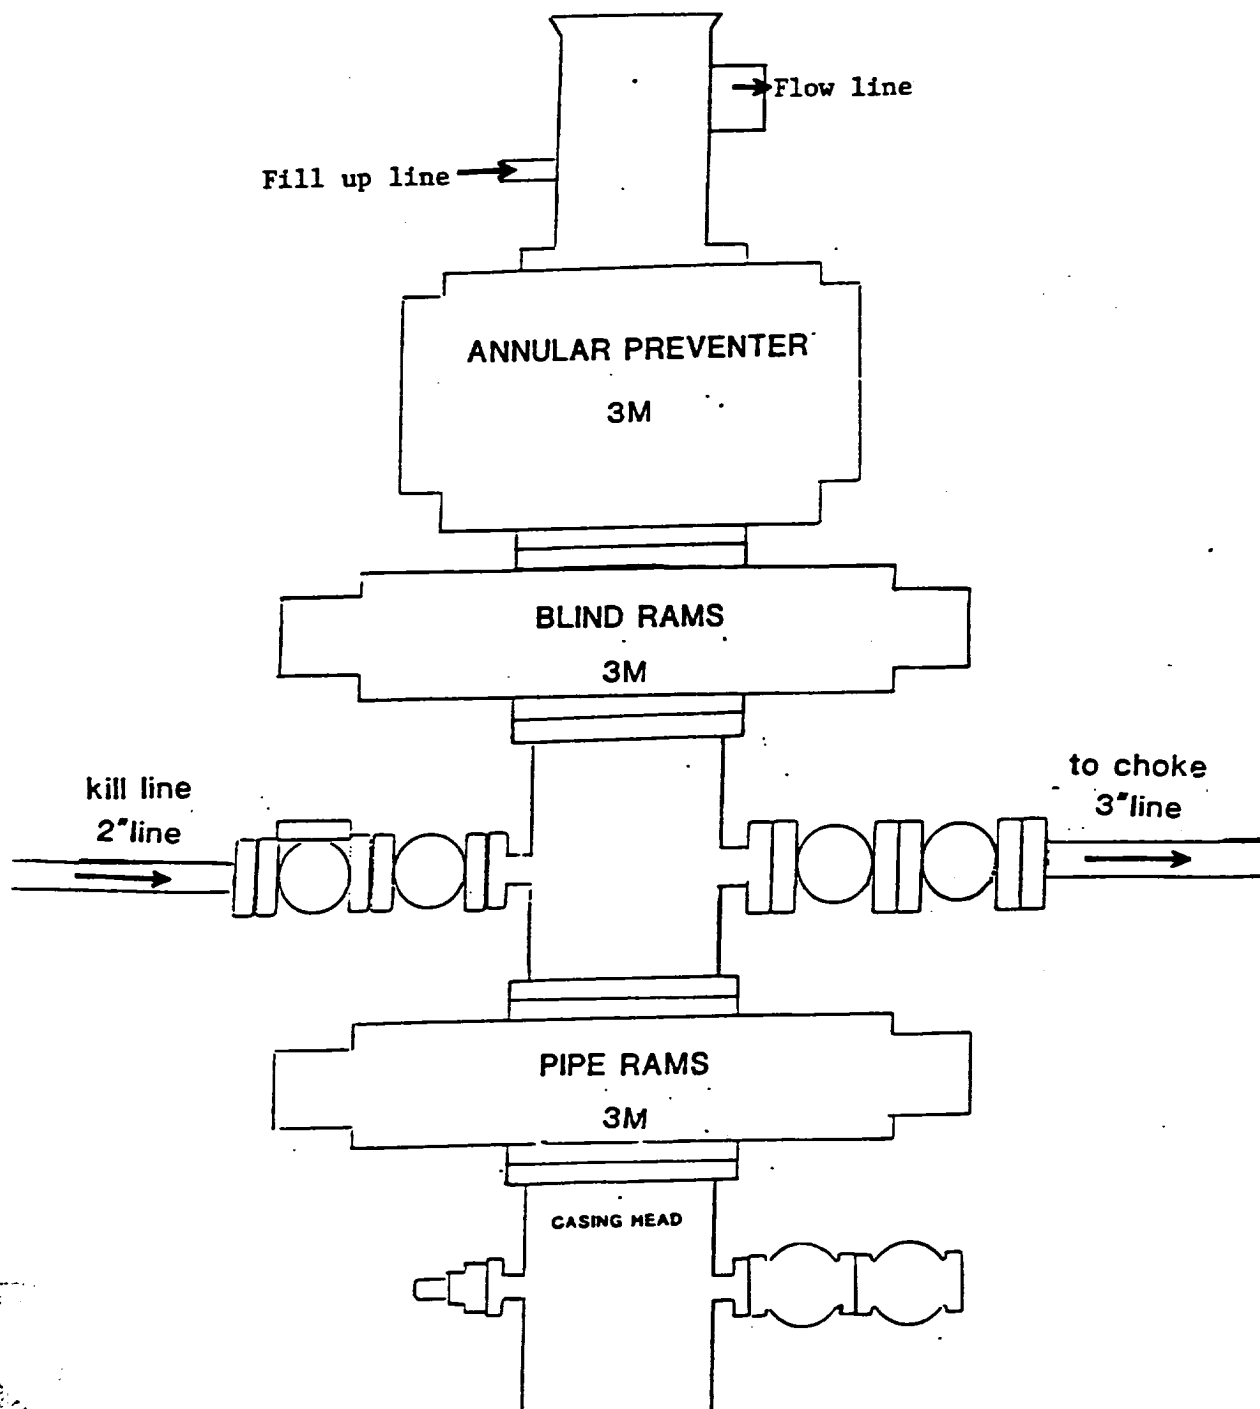 Flow line
Fill up line
ANNULAR PREVENTER
3M
BLIND RAMS
3M
kill line
2"line
to choke
3"line
PIPE RAMS
3M
CASING HEAD